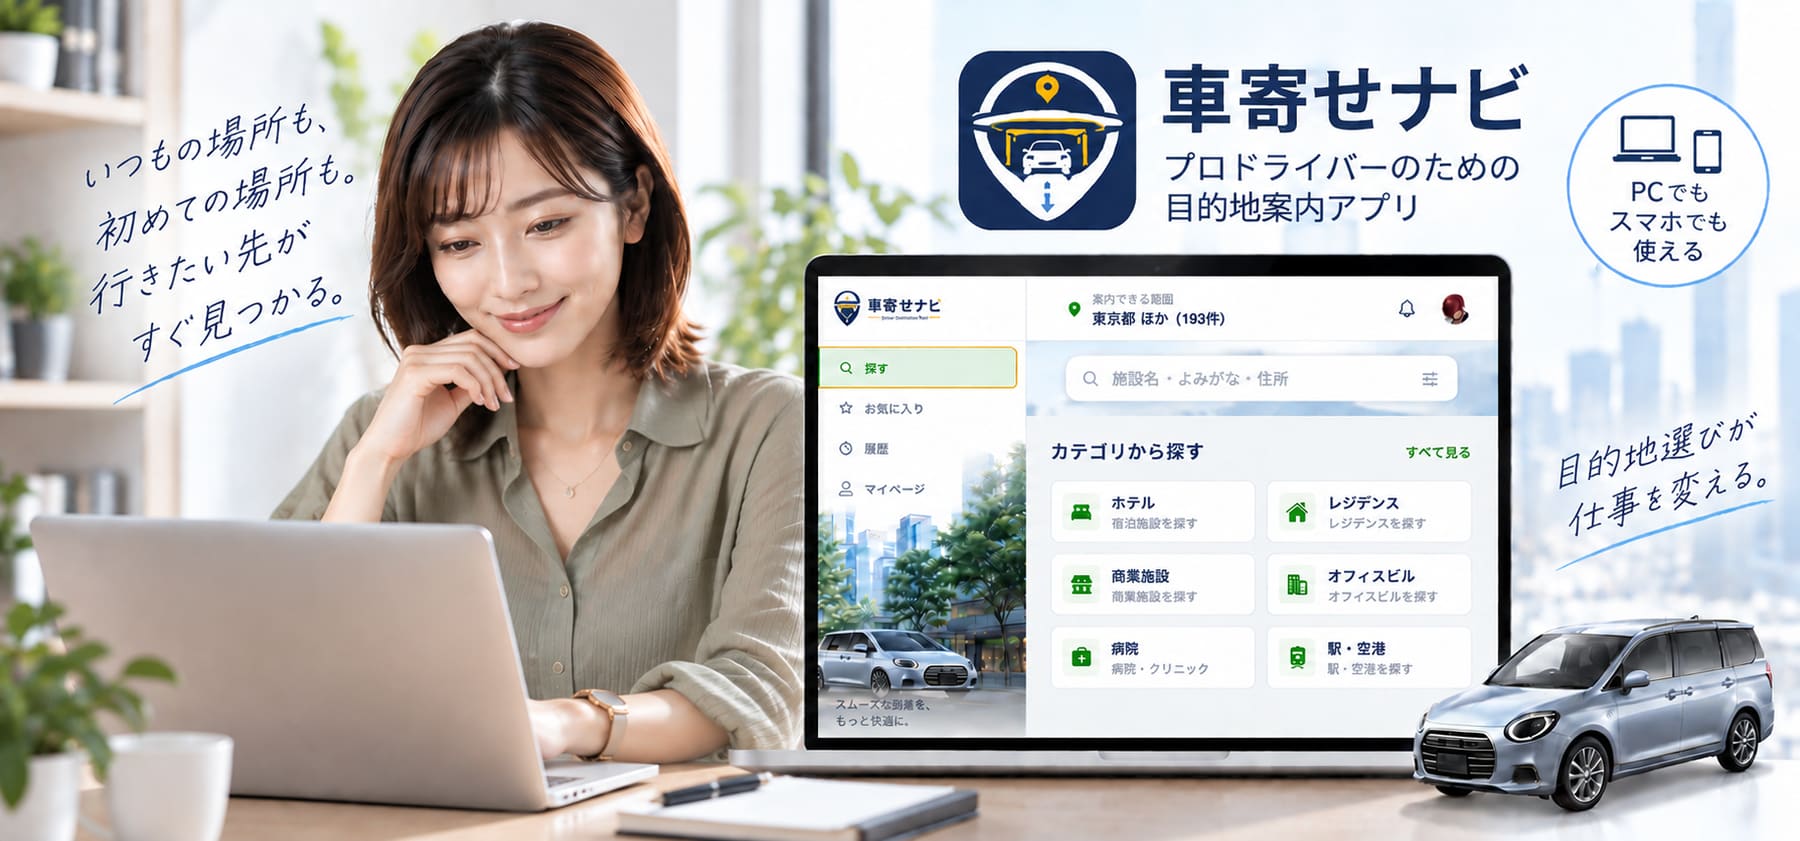 いつもの場所も、
初めての場所も。
行きたい先が
すぐ見つかる。
車寄せナビ
プロドライバーのための
目的地案内アプリ
PCでも
スマホでも
使える
車寄せナビ
案内できる範囲
東京都 ほか（193件）
探す
お気に入り
履歴
マイページ
スムーズな到着を、
もっと快適に。
施設名・よみがな・住所
カテゴリから探す
すべて見る
ホテル
宿泊施設を探す
レジデンス
レジデンスを探す
商業施設
商業施設を探す
オフィスビル
オフィスビルを探す
病院
病院・クリニック
駅・空港
駅・空港を探す
目的地選びが
仕事を変える。